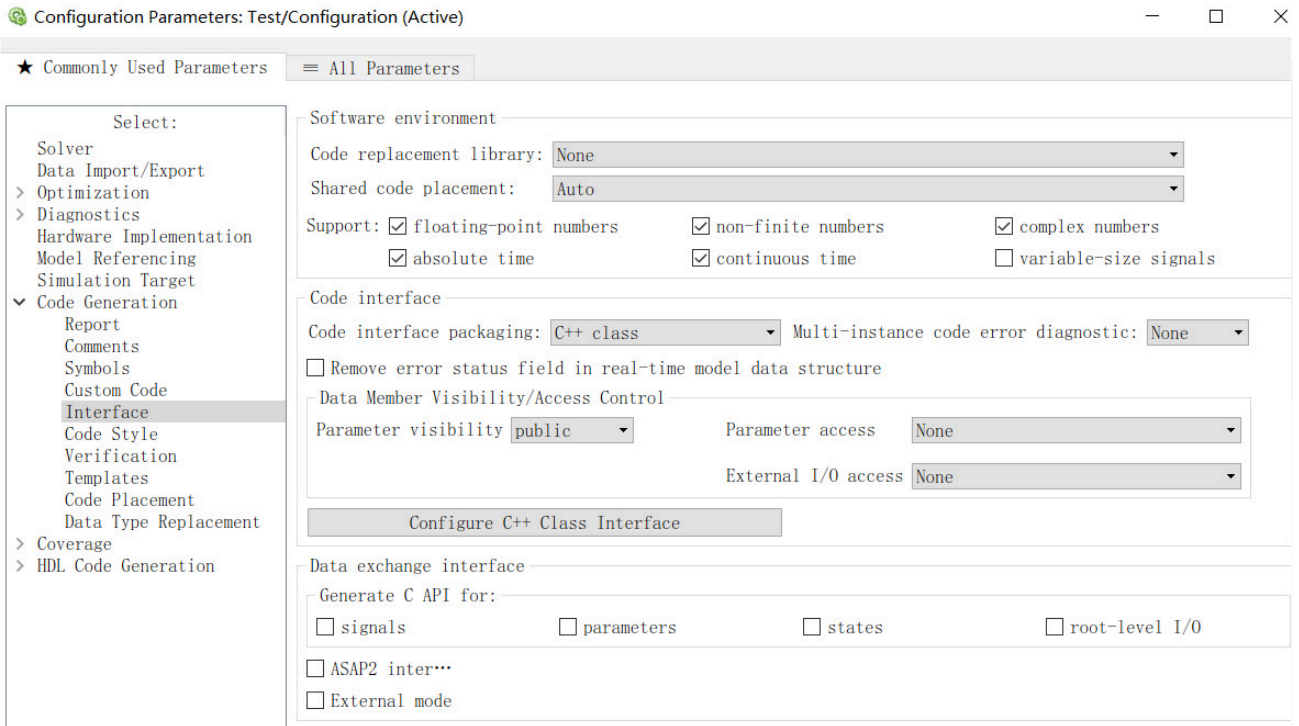 Configuration Parameters: Test/Configuration (Active)
★ Commonly Used Parameters
≡ All Parameters
Select:
Solver
Data Import/Export
Optimization
Diagnostics
Hardware Implementation
Model Referencing
Simulation Target
Code Generation
Report
Comments
Symbols
Custom Code
Interface
Code Style
Verification
Templates
Code Placement
Data Type Replacement
Coverage
HDL Code Generation
Software environment
Code replacement library: None
Shared code placement: Auto
Support: floating-point numbers non-finite numbers complex numbers
absolute time continuous time variable-size signals
Code interface
Code interface packaging: C++ class Multi-instance code error diagnostic: None
Remove error status field in real-time model data structure
Data Member Visibility/Access Control
Parameter visibility public Parameter access None
External I/O access None
Configure C++ Class Interface
Data exchange interface
Generate C API for:
signals parameters states root-level I/O
ASAP2 inter…
External mode